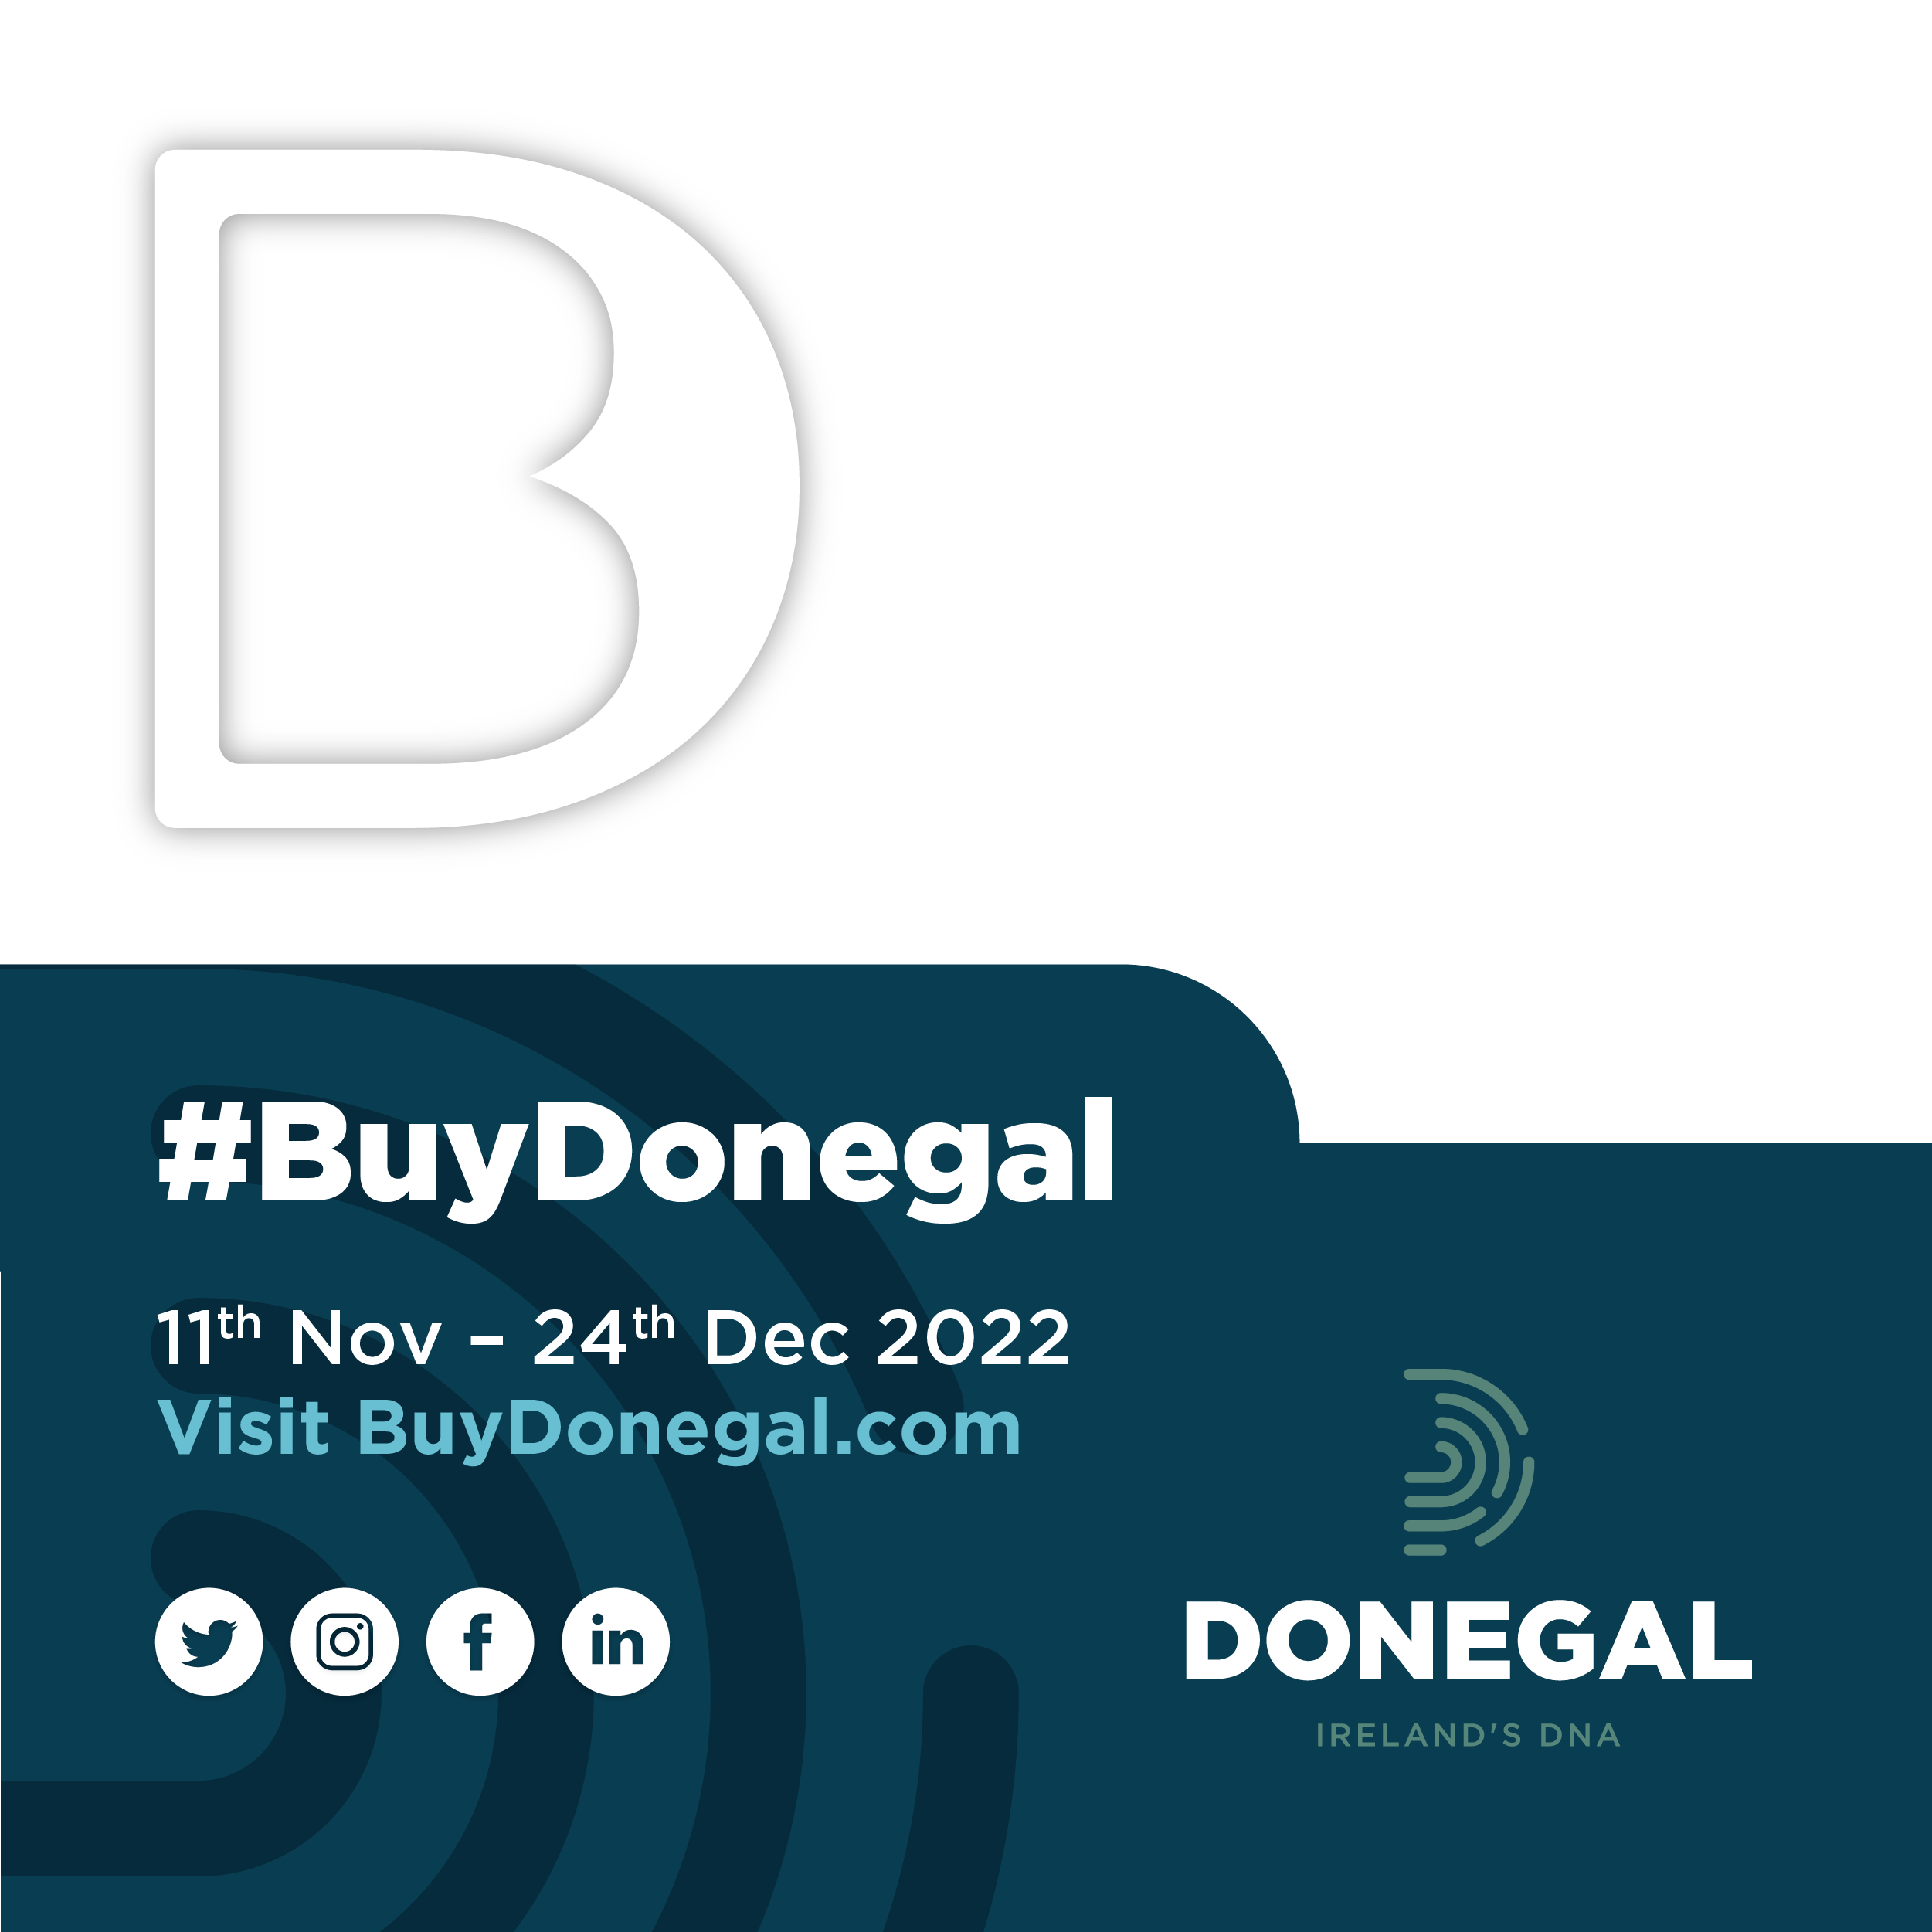 #BuyDonegal
11th Nov – 24th Dec 2022
Visit BuyDonegal.com
DONEGAL
IRELAND'S DNA